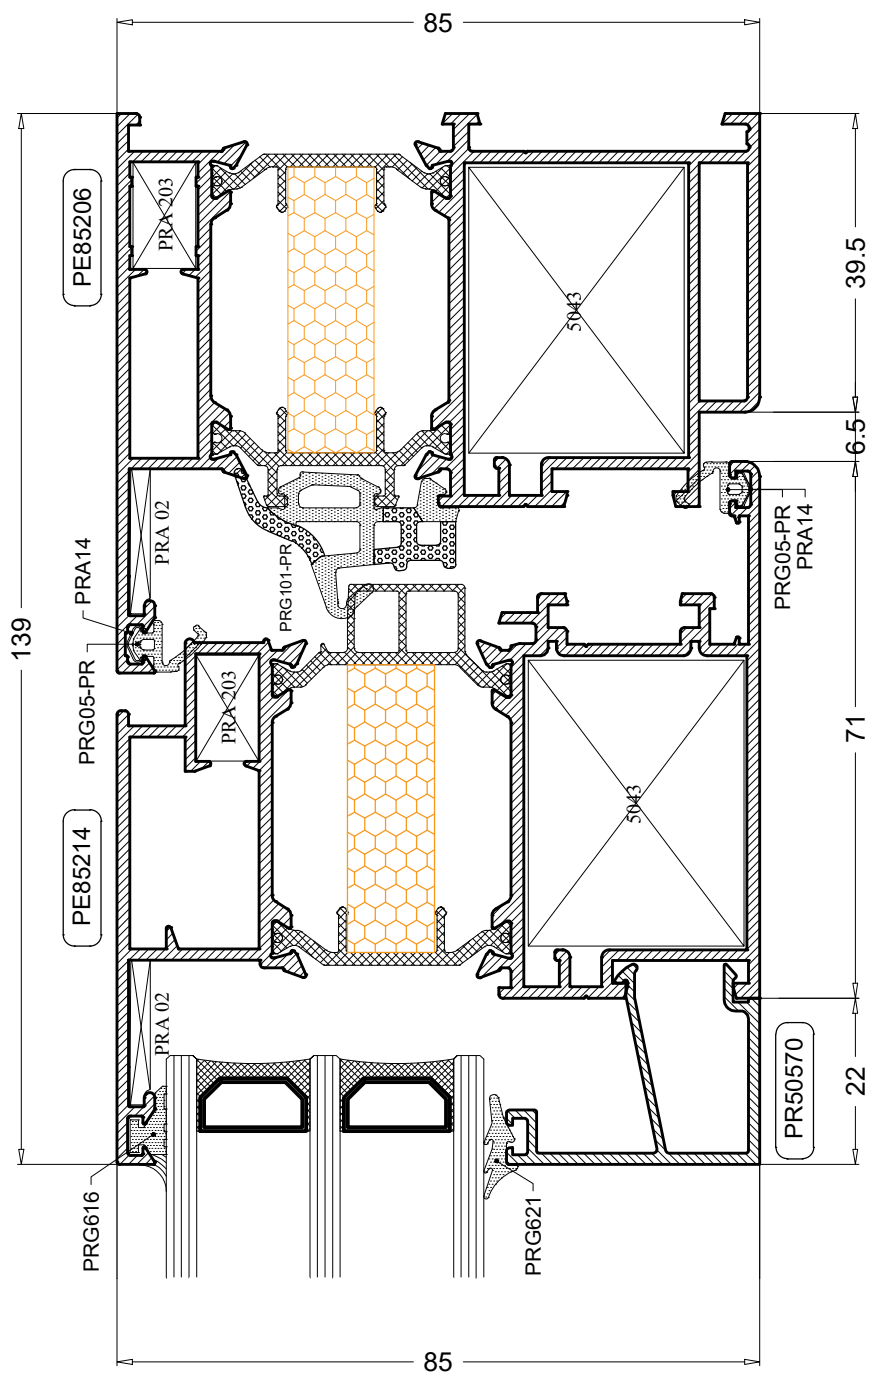 85
139
PE85206
PRA 203
5043
39.5
6.5
PRA 02
PRA14
PRG05-PR
PRG101-PR
PRG05-PR
PRA14
PRA 203
71
PE85214
5043
PRA 02
PR50570
22
PRG616
PRG621
85